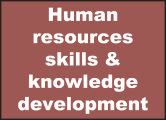 Human
resources
skills &
knowledge
development